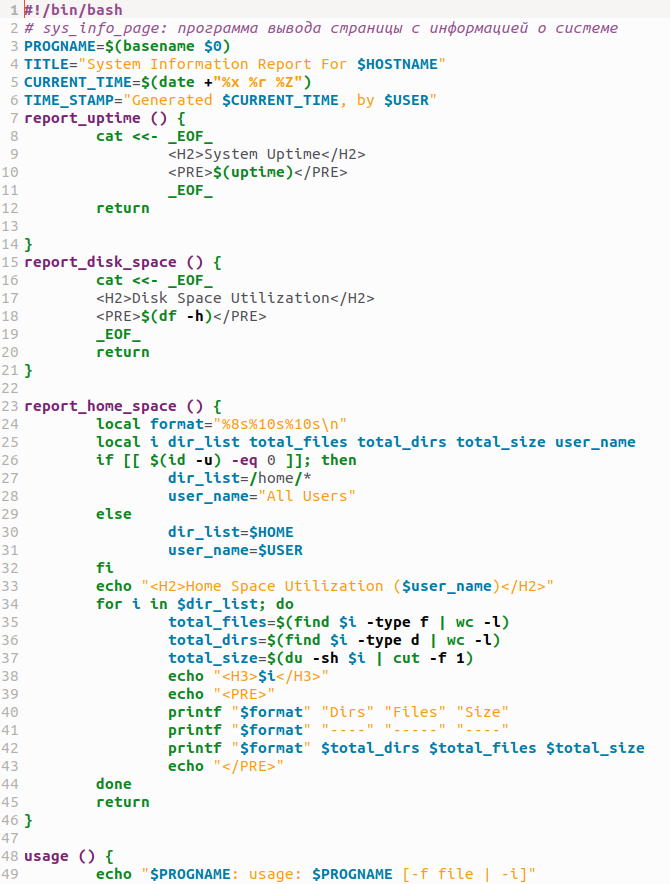 1 #!/bin/bash
2 # sys_info_page: программа вывода страницы с информацией о системе
3 PROGNAME=$(basename $0)
4 TITLE="System Information Report For $HOSTNAME"
5 CURRENT_TIME=$(date +"%x %r %Z")
6 TIME_STAMP="Generated $CURRENT_TIME, by $USER"
7 report_uptime () {
8         cat <<- _EOF_
9                 <H2>System Uptime</H2>
10                 <PRE>$(uptime)</PRE>
11                 _EOF_
12         return
13
14 }
15 report_disk_space () {
16         cat <<- _EOF_
17         <H2>Disk Space Utilization</H2>
18         <PRE>$(df -h)</PRE>
19         _EOF_
20         return
21 }
22
23 report_home_space () {
24         local format="%8s%10s%10s\n"
25         local i dir_list total_files total_dirs total_size user_name
26         if [[ $(id -u) -eq 0 ]]; then
27                 dir_list=/home/*
28                 user_name="All Users"
29         else
30                 dir_list=$HOME
31                 user_name=$USER
32         fi
33         echo "<H2>Home Space Utilization ($user_name)</H2>"
34         for i in $dir_list; do
35                 total_files=$(find $i -type f | wc -l)
36                 total_dirs=$(find $i -type d | wc -l)
37                 total_size=$(du -sh $i | cut -f 1)
38                 echo "<H3>$i</H3>"
39                 echo "<PRE>"
40                 printf "$format" "Dirs" "Files" "Size"
41                 printf "$format" "----" "-----" "----"
42                 printf "$format" $total_dirs $total_files $total_size
43                 echo "</PRE>"
44         done
45         return
46 }
47
48 usage () {
49         echo "$PROGNAME: usage: $PROGNAME [-f file | -i]"